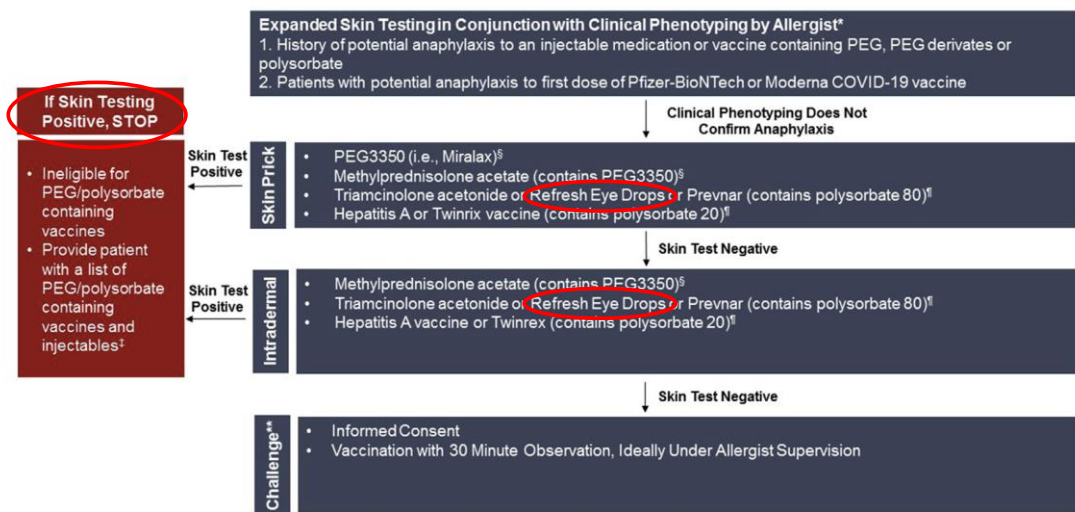 Expanded Skin Testing in Conjunction with Clinical Phenotyping by Allergist*
1. History of potential anaphylaxis to an injectable medication or vaccine containing PEG, PEG derivates or
polysorbate
2. Patients with potential anaphylaxis to first dose of Pfizer-BioNTech or Moderna COVID-19 vaccine
Clinical Phenotyping Does Not
Confirm Anaphylaxis
If Skin Testing
Positive, STOP
• Ineligible for
PEG/polysorbate
containing
vaccines
• Provide patient
with a list of
PEG/polysorbate
containing
vaccines and
injectables‡
Skin Test
Positive
Skin Prick
• PEG3350 (i.e., Miralax)§
• Methylprednisolone acetate (contains PEG3350)§
• Triamcinolone acetonide or Refresh Eye Drops or Prevnar (contains polysorbate 80)¶
• Hepatitis A or Twinrix vaccine (contains polysorbate 20)¶
Skin Test Negative
Skin Test
Positive
Intradermal
• Methylprednisolone acetate (contains PEG3350)§
• Triamcinolone acetonide or Refresh Eye Drops or Prevnar (contains polysorbate 80)¶
• Hepatitis A vaccine or Twinrex (contains polysorbate 20)¶
Skin Test Negative
Challenge**
• Informed Consent
• Vaccination with 30 Minute Observation, Ideally Under Allergist Supervision